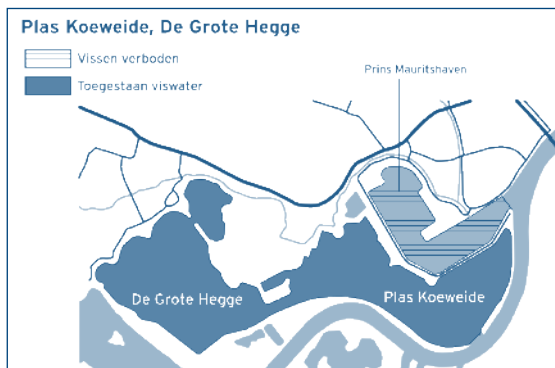 Plas Koeweide, De Grote Hegge
Vissen verboden
Toegestaan viswater
Prins Mauritshaven
De Grote Hegge
Plas Koeweide